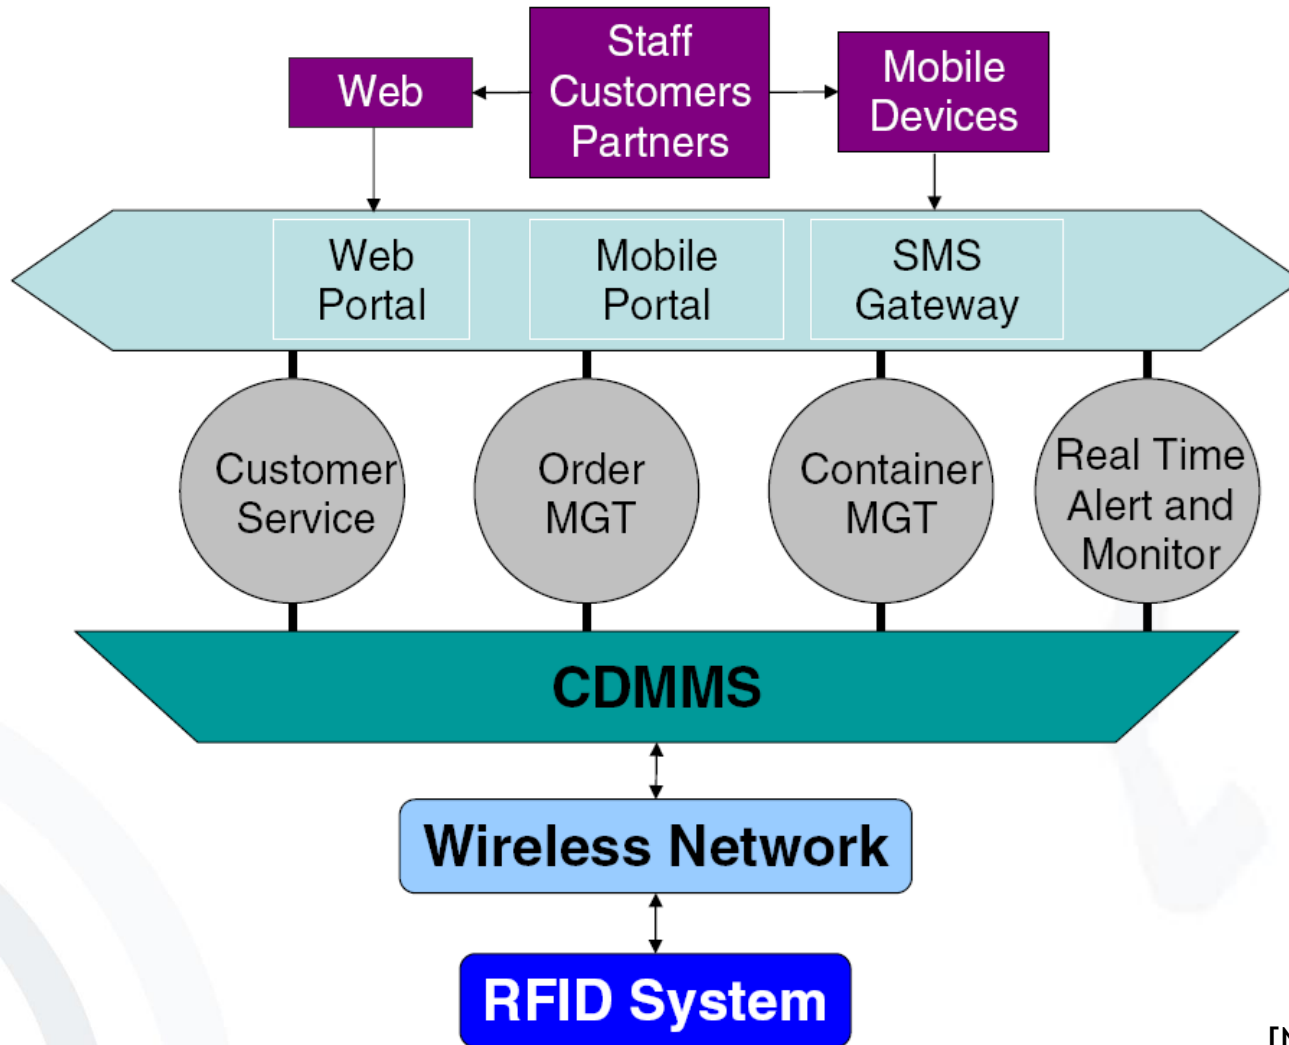 Staff
Customers
Partners
Web
Mobile
Devices
Web
Portal
Mobile
Portal
SMS
Gateway
Customer
Service
Order
MGT
Container
MGT
Real Time
Alert and
Monitor
CDMMS
Wireless Network
RFID System